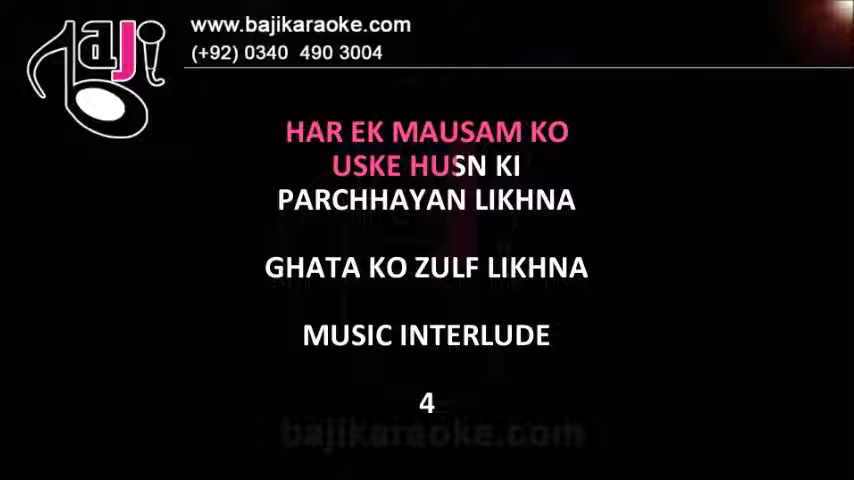 baji
www.bajikaraoke.com
(+92) 0340 490 3004
HAR EK MAUSAM KO
USKE HUSN KI
PARCHHAYAN LIKHNA
GHATA KO ZULF LIKHNA
MUSIC INTERLUDE
4
bajikaraoke.com